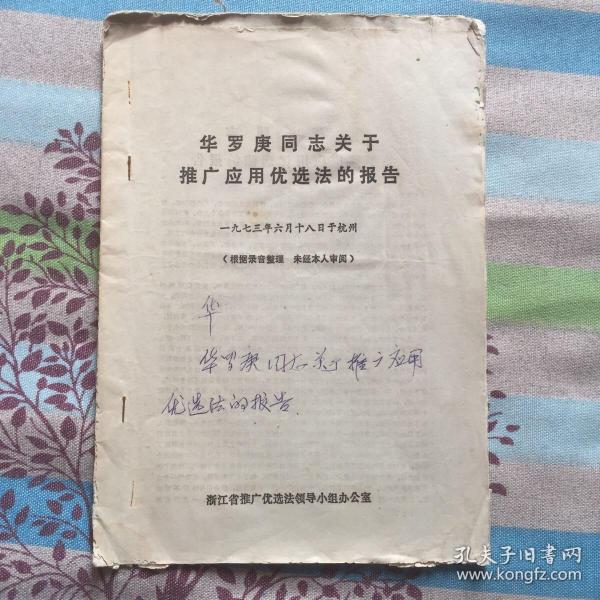 华罗庚同志关于
推广应用优选法的报告
一九七三年六月十八日于杭州
（根据录音整理　未经本人审阅）
华
华罗庚同志关于推广应用
优选法的报告.
浙江省推广优选法领导小组办公室
孔夫子旧书网
www.kongfz.com